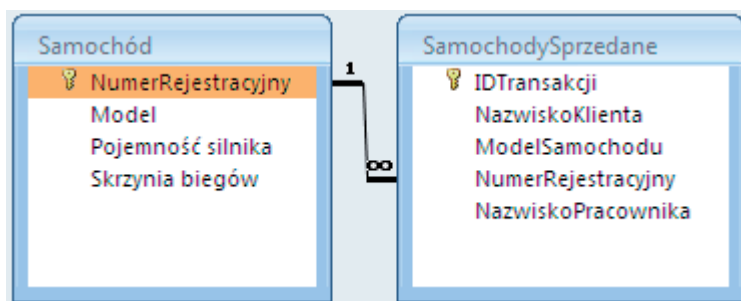 Samochód
NumerRejestracyjny
Model
Pojemność silnika
Skrzynia biegów
1
∞
SamochodySprzedane
IDTransakcji
NazwiskoKlienta
ModelSamochodu
NumerRejestracyjny
NazwiskoPracownika